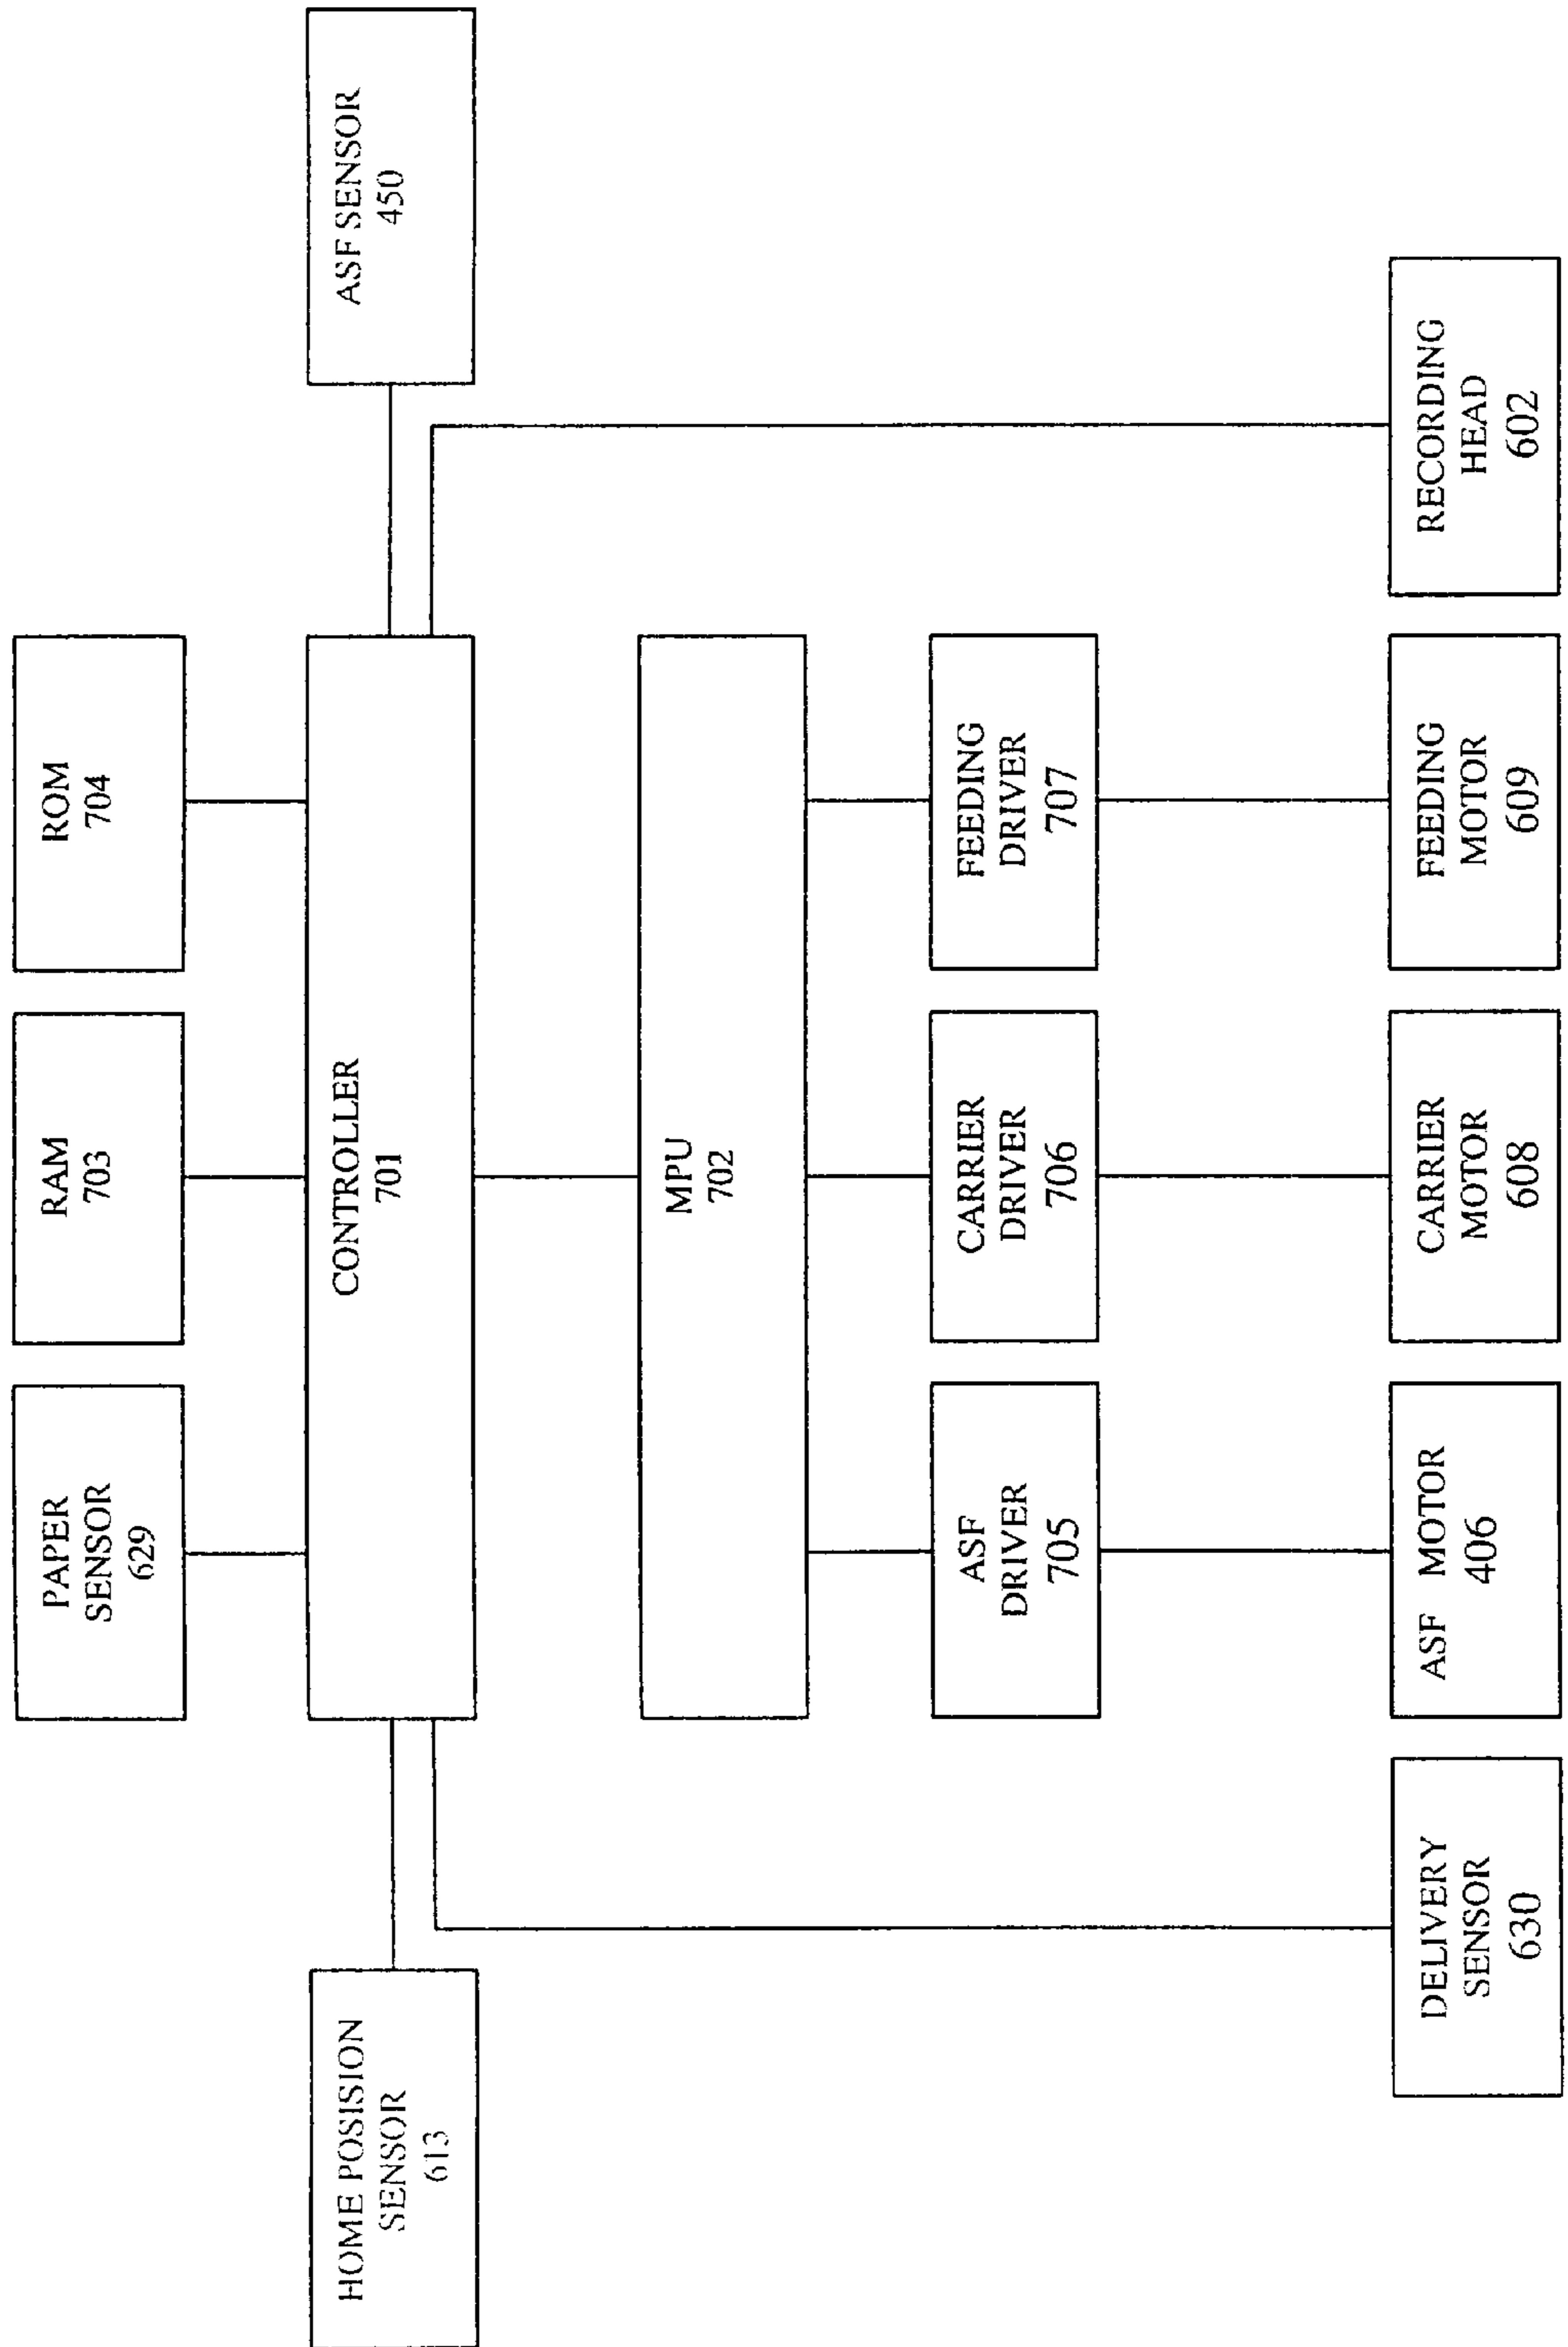 PAPER
SENSOR
629
RAM
703
ROM
704
HOME POSISION
SENSOR
613
CONTROLLER
701
ASF SENSOR
450
MPU
702
ASF
DRIVER
705
CARRIER
DRIVER
706
FEEDING
DRIVER
707
DELIVERY
SENSOR
630
ASF MOTOR
406
CARRIER
MOTOR
608
FEEDING
MOTOR
609
RECORDING
HEAD
602